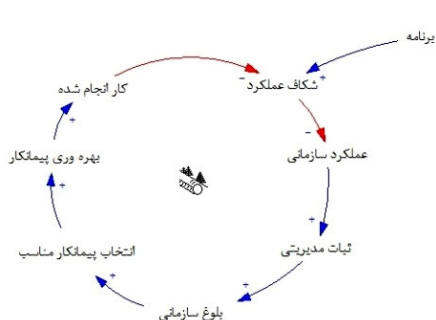 برنامه
شکاف عملکرد
کار انجام شده
عملکرد سازمانی
بهره وری پیمانکار
ثبات مدیریتی
انتخاب پیمانکار مناسب
بلوغ سازمانی